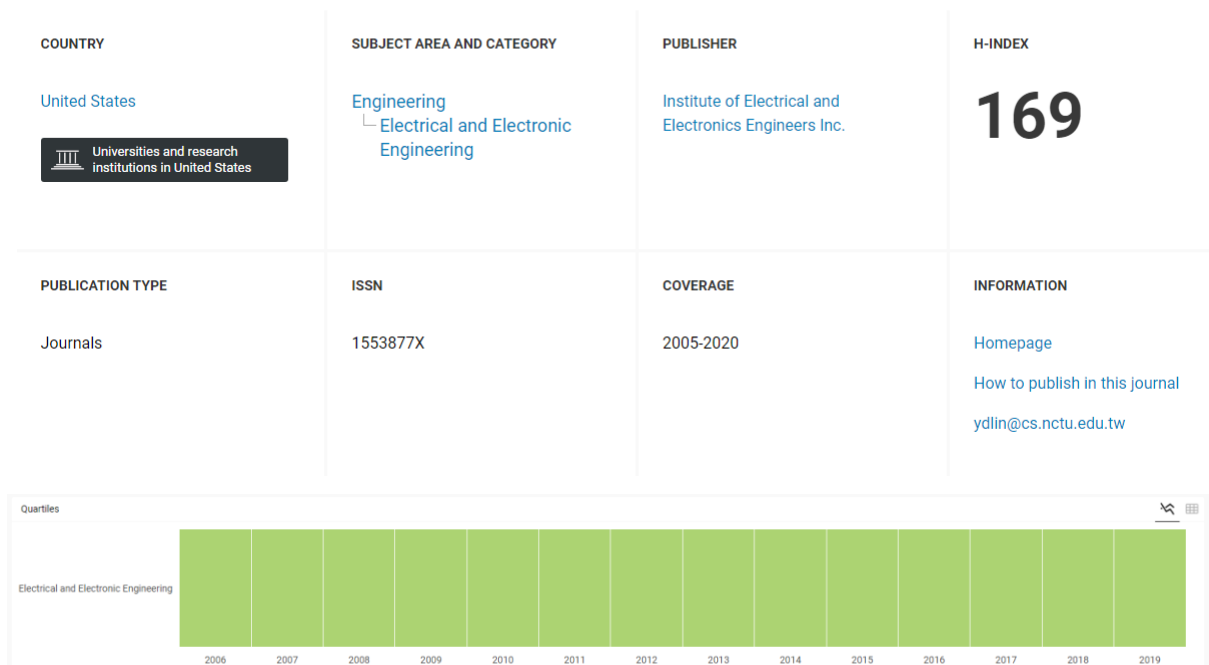 COUNTRY
SUBJECT AREA AND CATEGORY
PUBLISHER
H-INDEX
United States
Universities and research
institutions in United States
Engineering
Electrical and Electronic
Engineering
Institute of Electrical and
Electronics Engineers Inc.
169
PUBLICATION TYPE
ISSN
COVERAGE
INFORMATION
Journals
1553877X
2005-2020
Homepage
How to publish in this journal
ydlin@cs.nctu.edu.tw
Quartiles
Electrical and Electronic Engineering
2006 2007 2008 2009 2010 2011 2012 2013 2014 2015 2016 2017 2018 2019